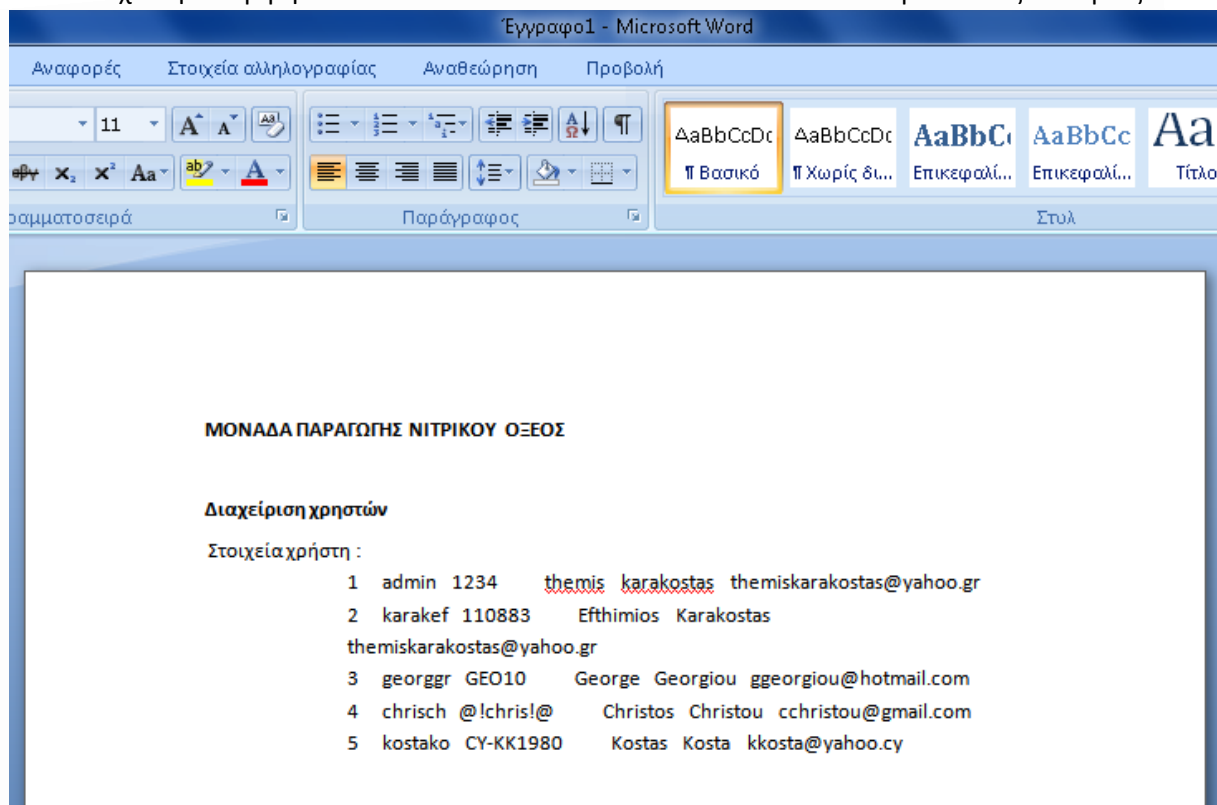 Έγγραφο1 - Microsoft Word
Αναφορές Στοιχεία αλληλογραφίας Αναθεώρηση Προβολή
11 Aa AaBbCcDc AaBbCcDc AaBbC AaBbCc Aa
¶ Βασικό ¶ Χωρίς δι... Επικεφαλί... Επικεφαλί... Τίτλο
ραμματοσειρά Παράγραφος Στυλ
ΜΟΝΑΔΑ ΠΑΡΑΓΩΓΗΣ ΝΙΤΡΙΚΟΥ ΟΞΕΟΣ
Διαχείριση χρηστών
Στοιχεία χρήστη :
1 admin 1234 themis karakostas themiskarakostas@yahoo.gr
2 karakef 110883 Efthimios Karakostas
themiskarakostas@yahoo.gr
3 georggr GEO10 George Georgiou ggeorgiou@hotmail.com
4 chrisch @!chris!@ Christos Christou cchristou@gmail.com
5 kostako CY-KK1980 Kostas Kosta kkosta@yahoo.cy